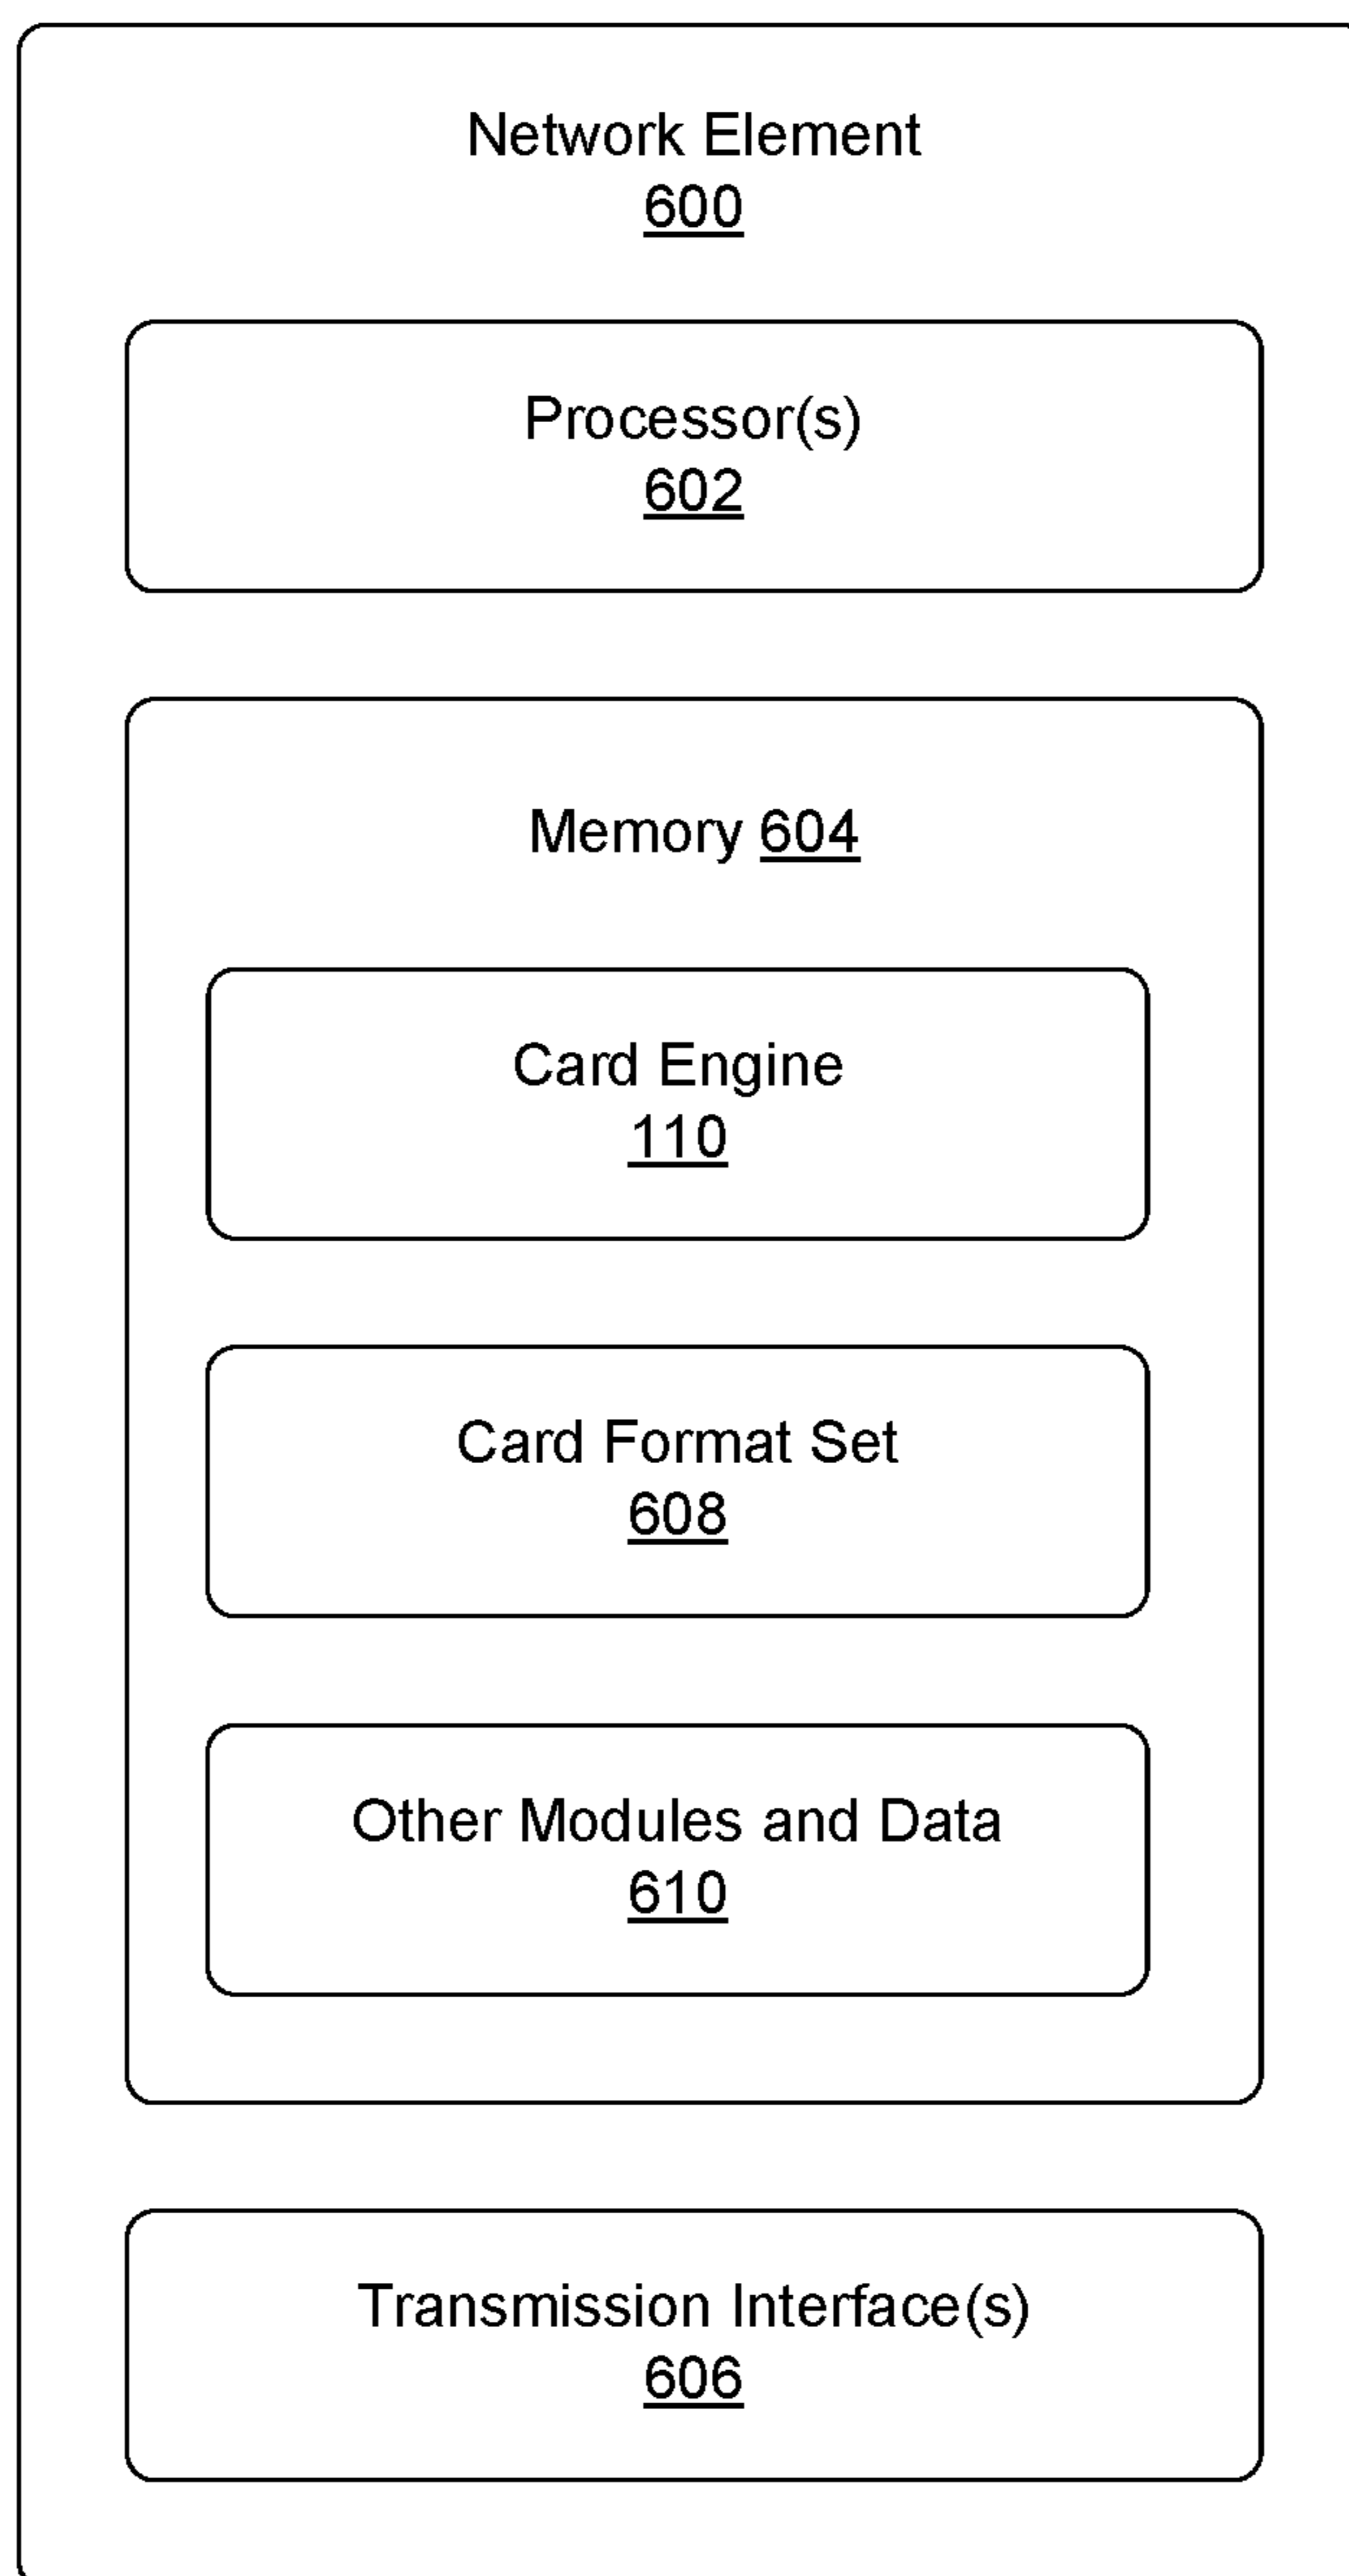 Network Element
600
Processor(s)
602
Memory 604
Card Engine
110
Card Format Set
608
Other Modules and Data
610
Transmission Interface(s)
606